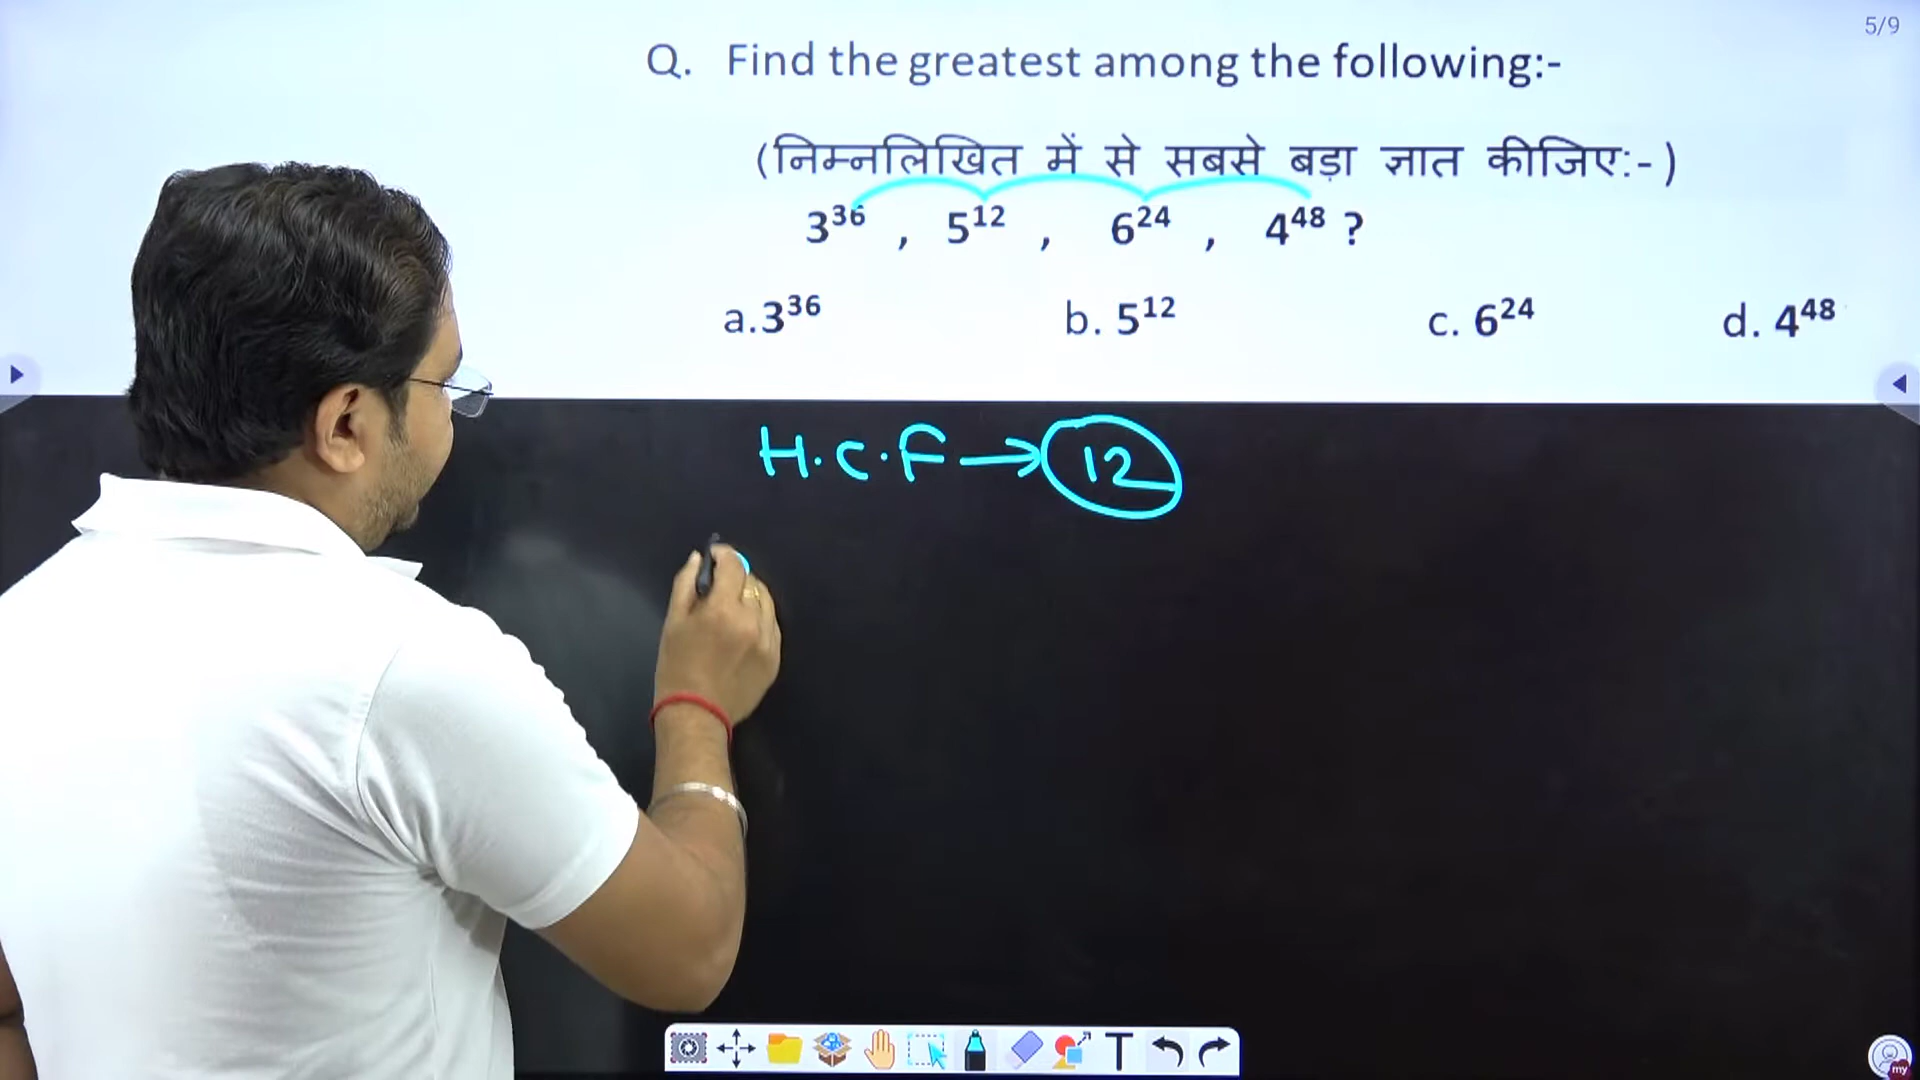 5/9
Q. Find the greatest among the following:-
(निम्नलिखित में से सबसे बड़ा ज्ञात कीजिए:- )
3³⁶ , 5¹² , 6²⁴ , 4⁴⁸ ?
a.3³⁶ b. 5¹² c. 6²⁴ d. 4⁴⁸
H.C.F → 12
T
my